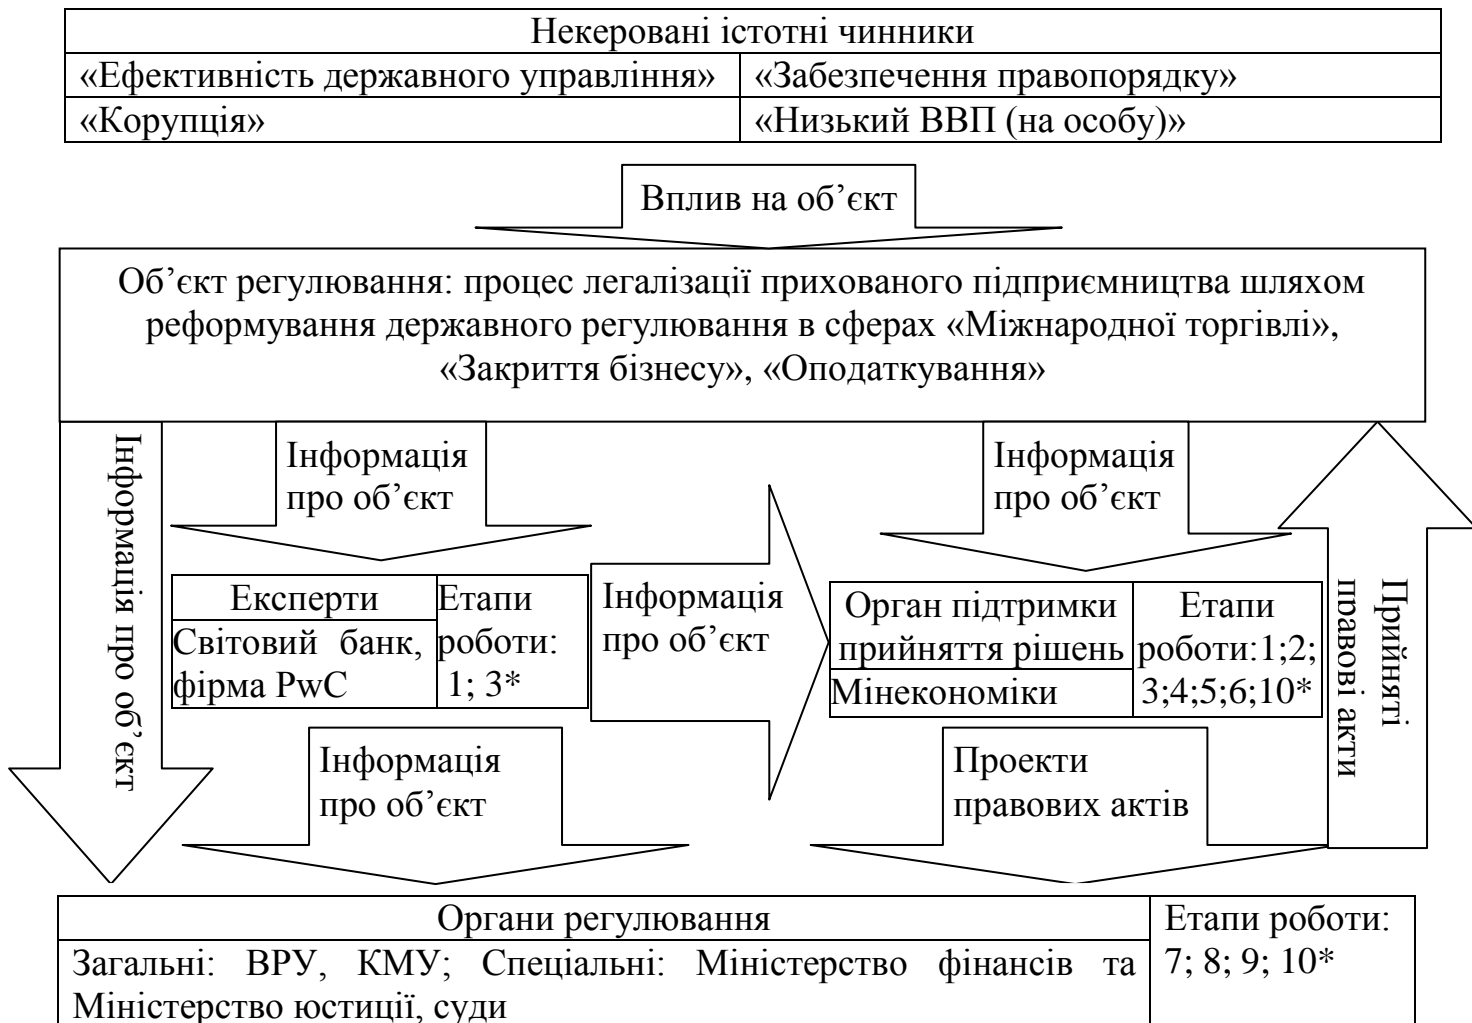 Некеровані істотні чинники
«Ефективність державного управління»
«Забезпечення правопорядку»
«Корупція»
«Низький ВВП (на особу)»
Вплив на об’єкт
Об’єкт регулювання: процес легалізації прихованого підприємництва шляхом
реформування державного регулювання в сферах «Міжнародної торгівлі»,
«Закриття бізнесу», «Оподаткування»
Інформація про об’єкт
Інформація
про об’єкт
Інформація
про об’єкт
Експерти
Світовий банк,
фірма PwC
Етапи
роботи:
1; 3*
Інформація
про об’єкт
Орган підтримки
прийняття рішень
Мінекономіки
Етапи
роботи:1;2;
3;4;5;6;10*
Прийняті
правові акти
Інформація
про об’єкт
Проекти
правових актів
Органи регулювання
Загальні: ВРУ, КМУ; Спеціальні: Міністерство фінансів та
Міністерство юстиції, суди
Етапи роботи:
7; 8; 9; 10*